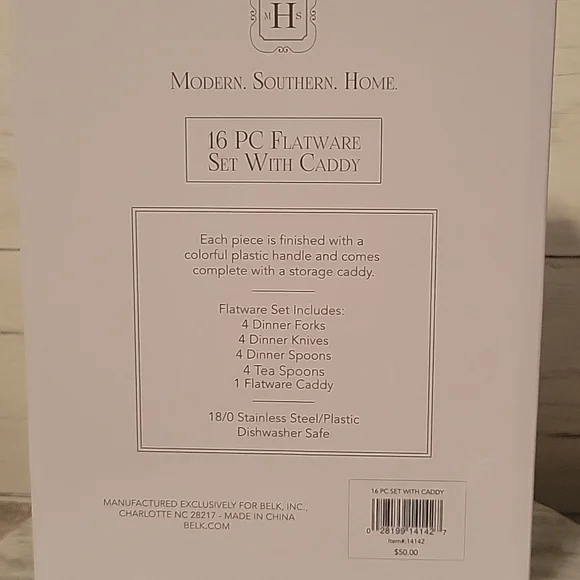 M H S
MODERN. SOUTHERN. HOME.
16 PC FLATWARE
SET WITH CADDY
Each piece is finished with a
colorful plastic handle and comes
complete with a storage caddy.
Flatware Set Includes:
4 Dinner Forks
4 Dinner Knives
4 Dinner Spoons
4 Tea Spoons
1 Flatware Caddy
18/0 Stainless Steel/Plastic
Dishwasher Safe
MANUFACTURED EXCLUSIVELY FOR BELK, INC.,
CHARLOTTE NC 28217 - MADE IN CHINA
BELK.COM
16 PC SET WITH CADDY
0 28199 14142 7
Item#:14142
$50.00